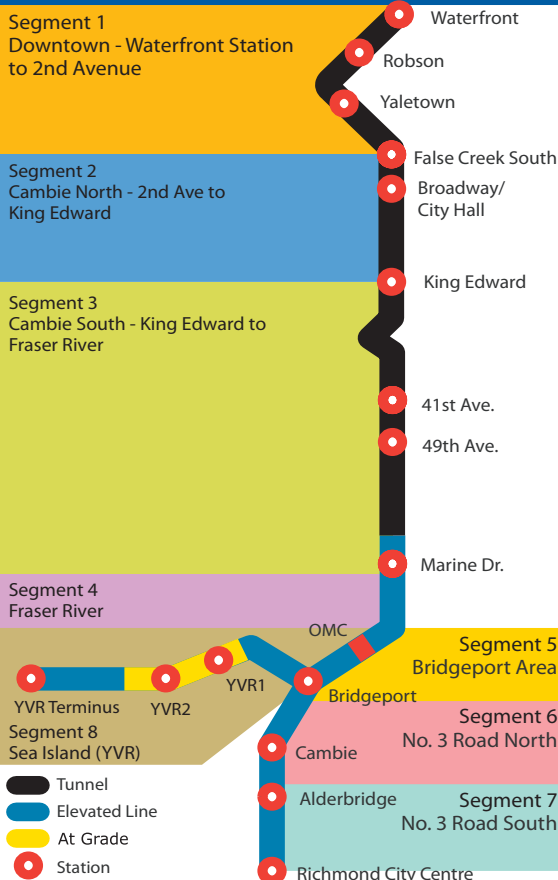 Segment 1
Downtown - Waterfront Station
to 2nd Avenue
Waterfront
Robson
Yaletown
False Creek South
Segment 2
Cambie North - 2nd Ave to
King Edward
Broadway/
City Hall
King Edward
Segment 3
Cambie South - King Edward to
Fraser River
41st Ave.
49th Ave.
Marine Dr.
Segment 4
Fraser River
OMC
Segment 5
Bridgeport Area
YVR1
Bridgeport
YVR Terminus
YVR2
Segment 6
No. 3 Road North
Segment 8
Sea Island (YVR)
Cambie
Tunnel
Alderbridge
Segment 7
No. 3 Road South
Elevated Line
At Grade
Station
Richmond City Centre